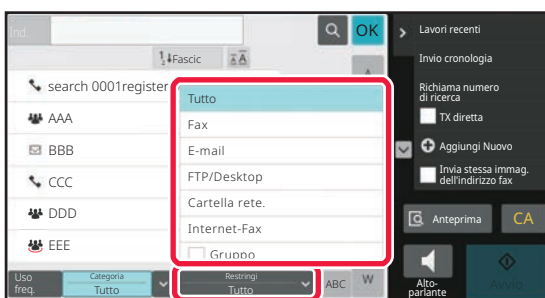 Ind.
OK
Fascic
search 0001register
AAA
BBB
CCC
DDD
EEE
Tutto
Fax
E-mail
FTP/Desktop
Cartella rete.
Internet-Fax
Gruppo
A
W
Uso
freq.
Categoria
Tutto
Restringi
Tutto
ABC
Lavori recenti
Invio cronologia
Richiama numero
di ricerca
TX diretta
Aggiungi Nuovo
Invia stessa immag.
dell'indirizzo fax
Anteprima
CA
Alto-
parlante
Avvio